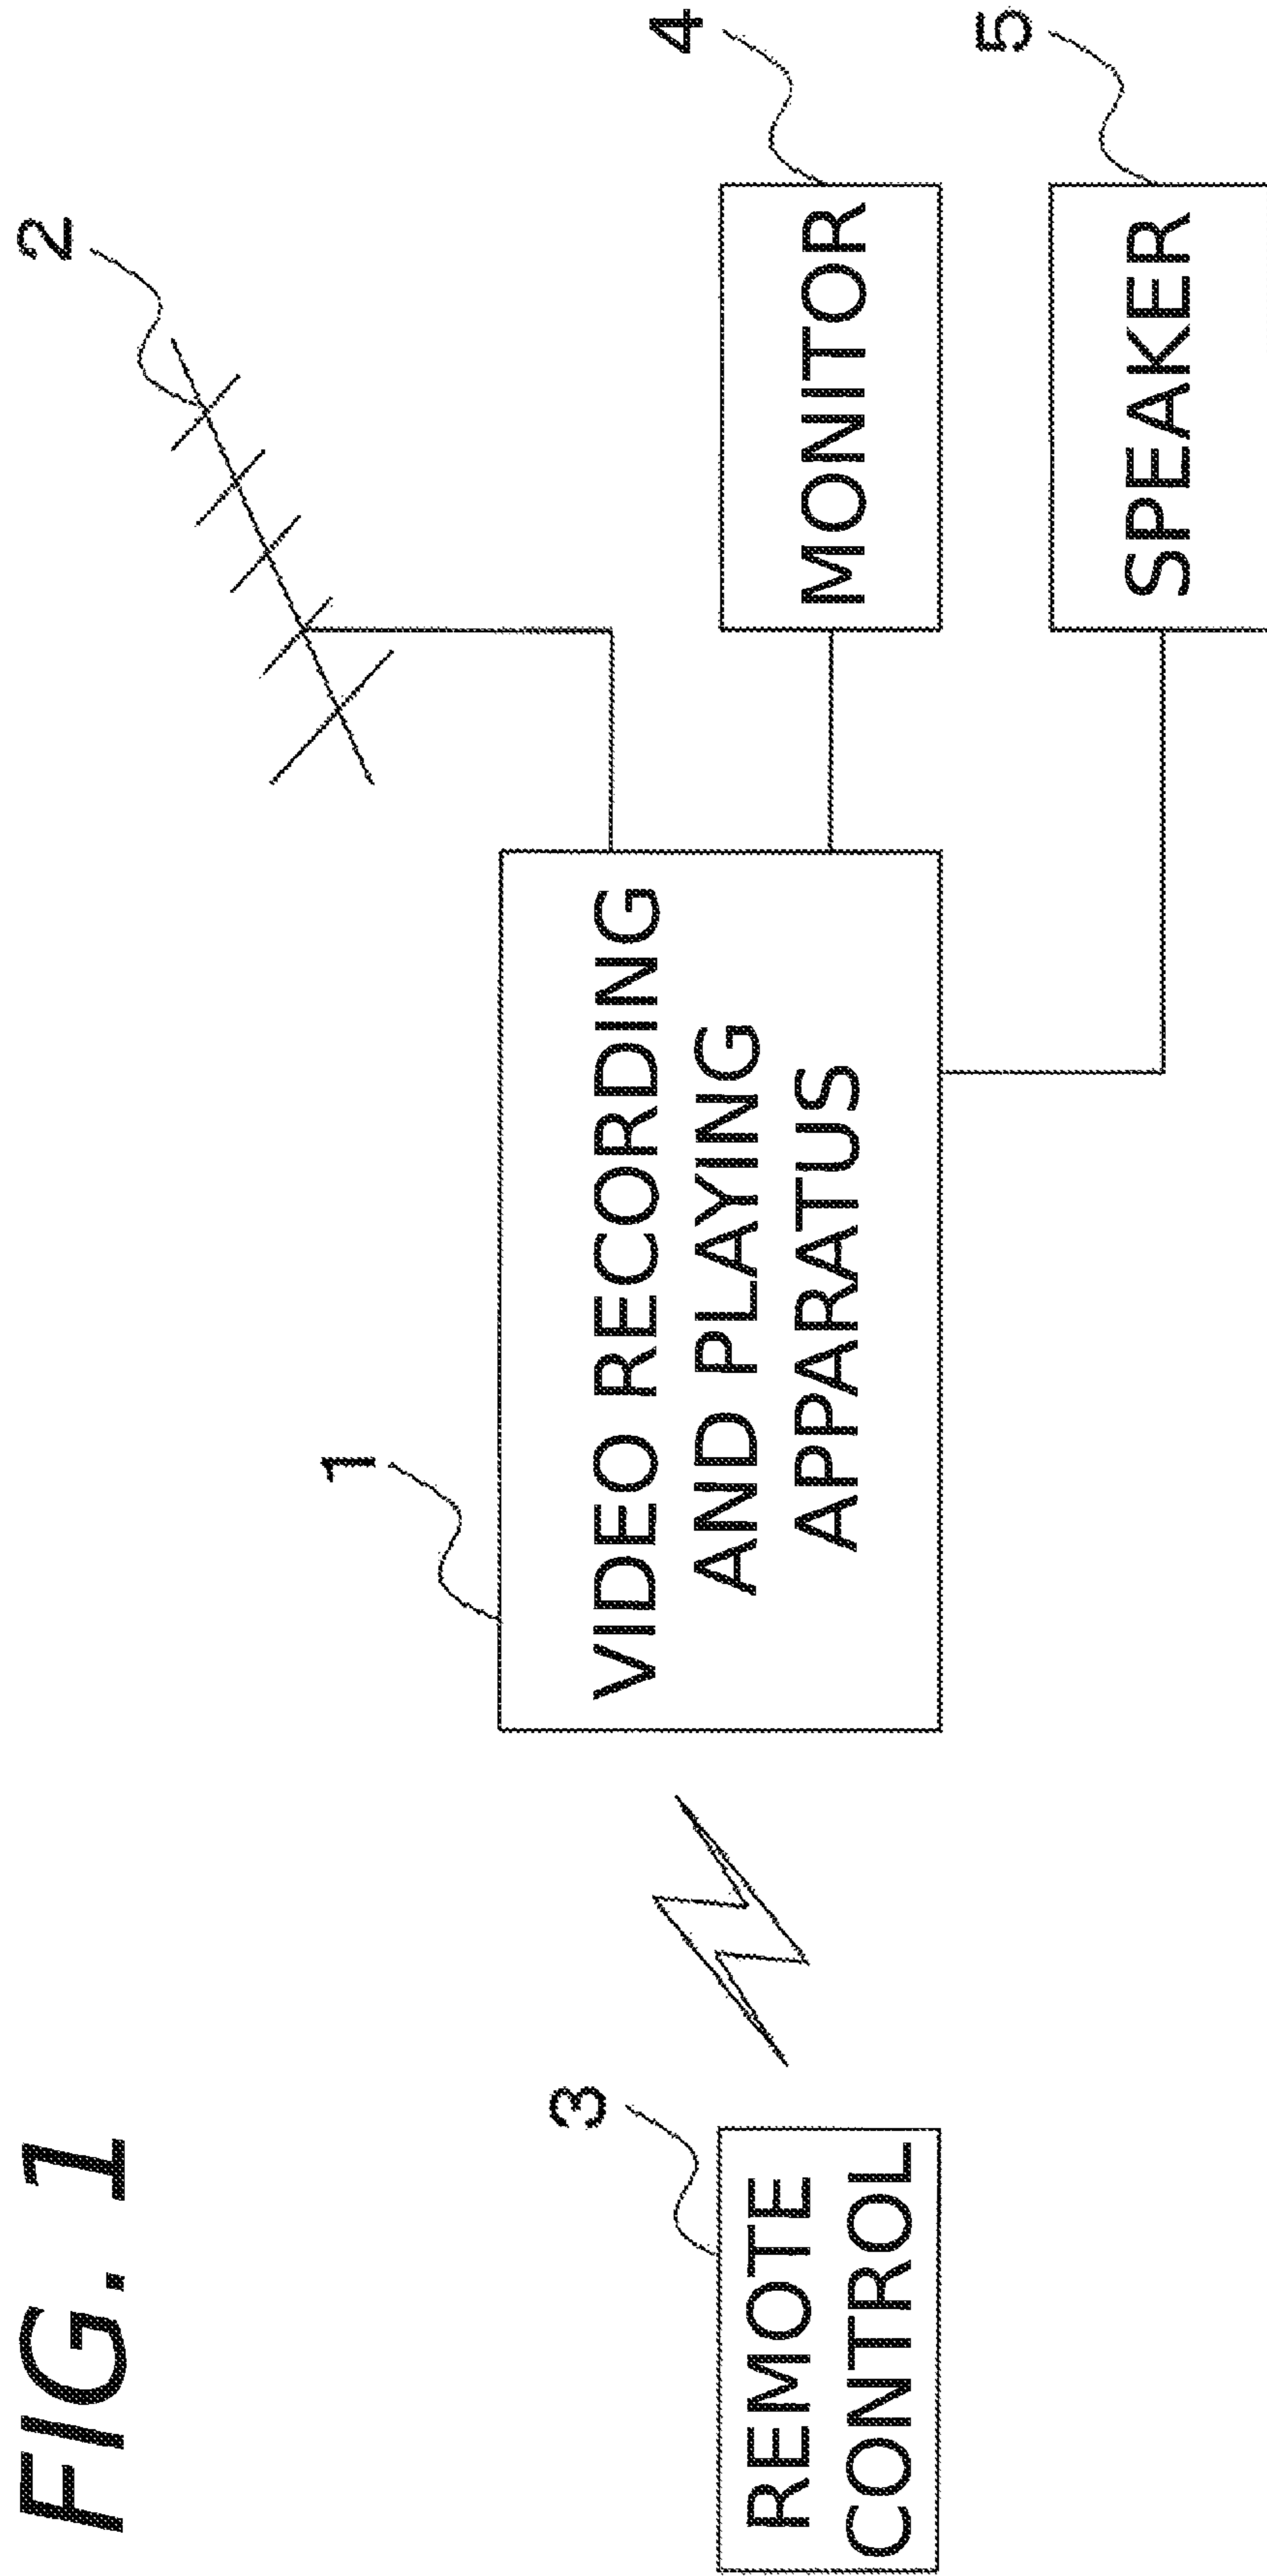 FIG. 1
2
1
VIDEO RECORDING
AND PLAYING
APPARATUS
3
REMOTE
CONTROL
4
MONITOR
5
SPEAKER